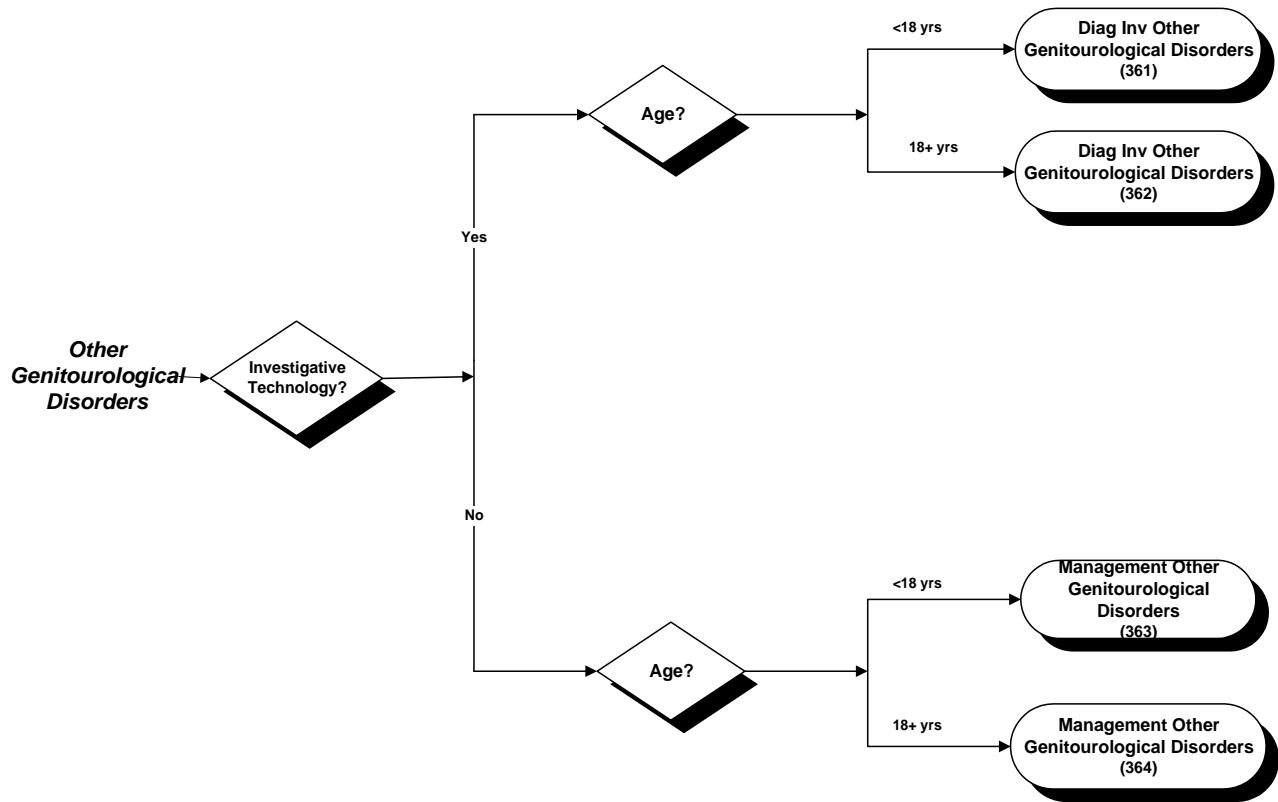 <18 yrs
Diag Inv Other
Genitourological Disorders
(361)
Age?
18+ yrs
Diag Inv Other
Genitourological Disorders
(362)
Yes
Other
Genitourological
Disorders
Investigative
Technology?
No
<18 yrs
Management Other
Genitourological
Disorders
(363)
Age?
18+ yrs
Management Other
Genitourological Disorders
(364)